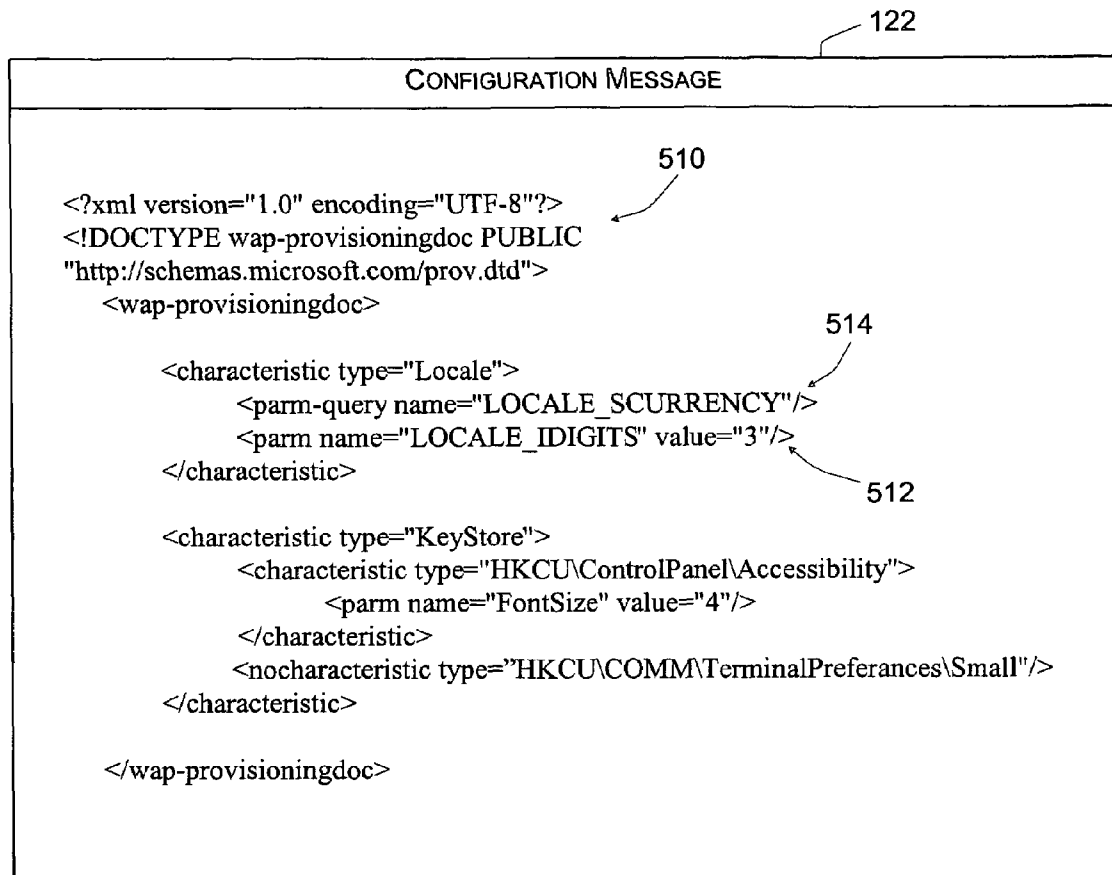 122
CONFIGURATION MESSAGE
510
<?xml version="1.0" encoding="UTF-8"?>
<!DOCTYPE wap-provisioningdoc PUBLIC
"http://schemas.microsoft.com/prov.dtd">
<wap-provisioningdoc>
514
<characteristic type="Locale">
<parm-query name="LOCALE_SCURRENCY"/>
<parm name="LOCALE_IDIGITS" value="3"/>
</characteristic>
512
<characteristic type="KeyStore">
<characteristic type="HKCU\ControlPanel\Accessibility">
<parm name="FontSize" value="4"/>
</characteristic>
<nocharacteristic type=”HKCU\COMM\TerminalPreferances\Small"/>
</characteristic>
</wap-provisioningdoc>